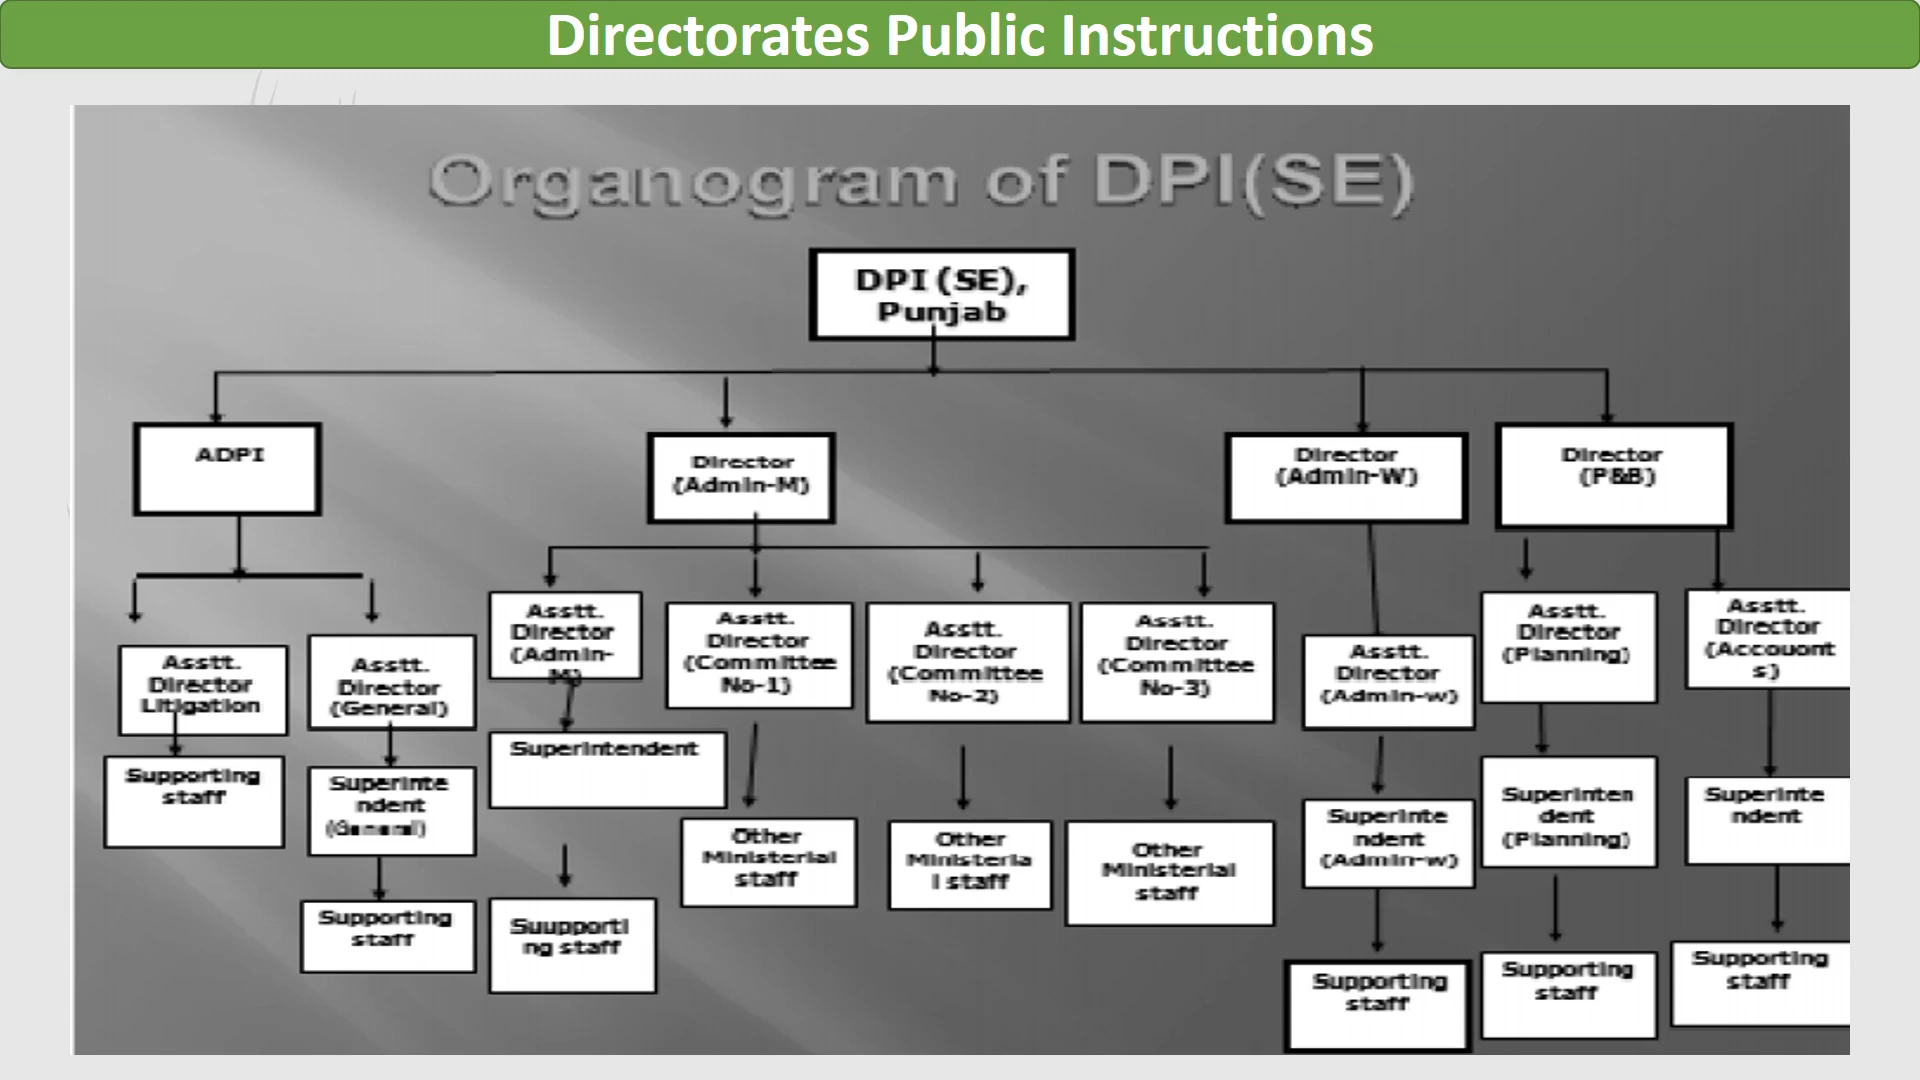 Directorates Public Instructions
Organogram of DPI(SE)
DPI (SE),
Punjab
ADPI
Director
(Admin-M)
Director
(Admin-W)
Director
(P&B)
Asstt.
Director
Litigation
Asstt.
Director
(General)
Asstt.
Director
(Admin-
M)
Asstt.
Director
(Committee
No-1)
Asstt.
Director
(Committee
No-2)
Asstt.
Director
(Committee
No-3)
Asstt.
Director
(Admin-w)
Asstt.
Director
(Planning)
Asstt.
Director
(Accouont
s)
Supporting
staff
Superinte
ndent
(General)
Superintendent
Other
Ministerial
staff
Other
Ministeria
l staff
Other
Ministerial
staff
Superinte
ndent
(Admin-w)
Superinten
dent
(Planning)
Superinte
ndent
Supporting
staff
Suupporti
ng staff
Supporting
staff
Supporting
staff
Supporting
staff